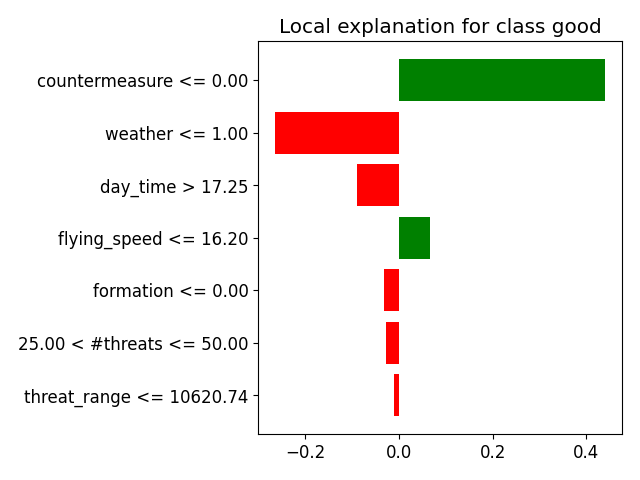 Local explanation for class good
countermeasure <= 0.00
weather <= 1.00
day_time > 17.25
flying_speed <= 16.20
formation <= 0.00
25.00 < #threats <= 50.00
threat_range <= 10620.74
−0.2 0.0 0.2 0.4